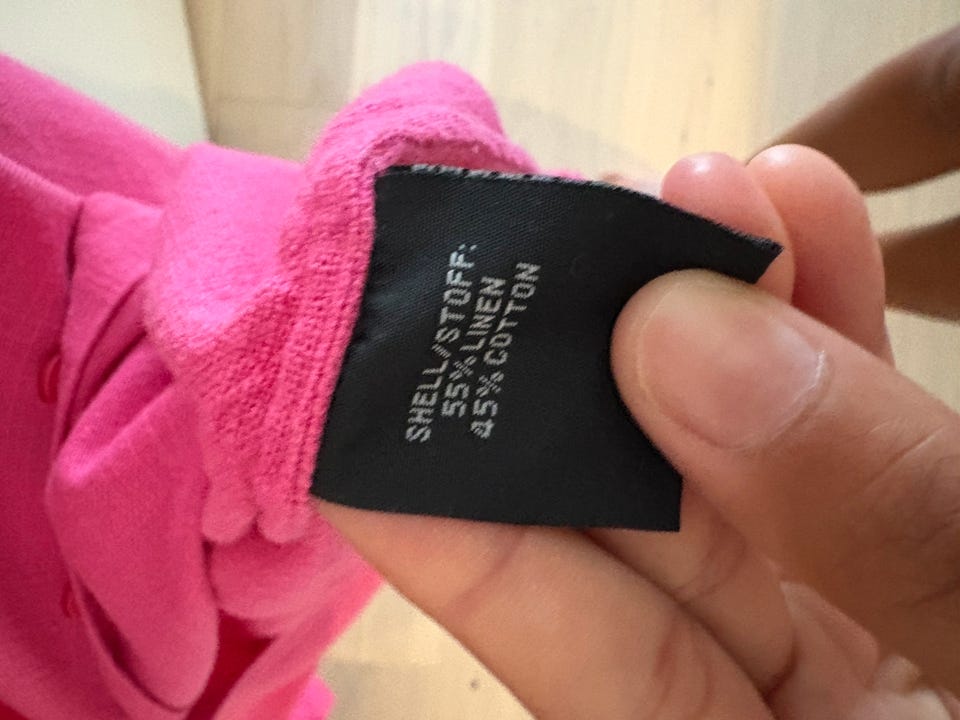 SHELL/STOFF:
55% LINEN
45% COTTON